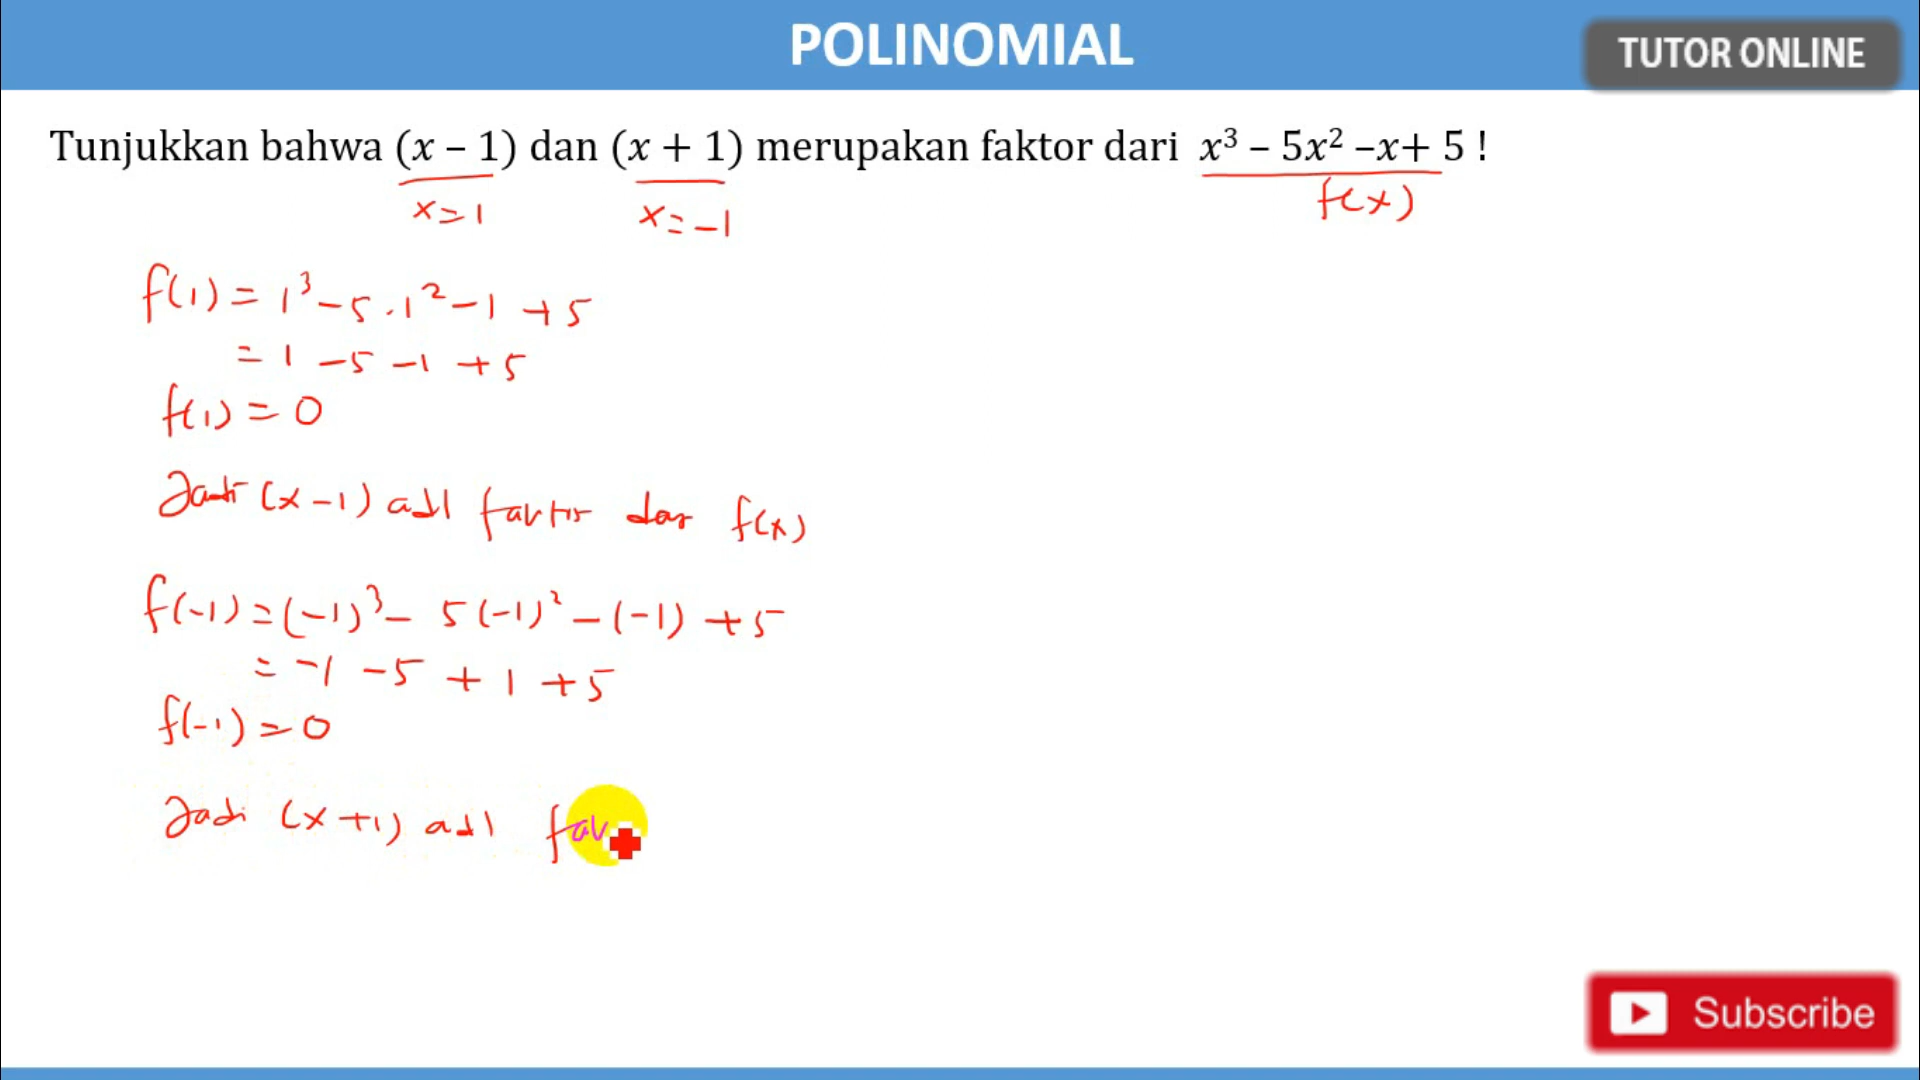 POLINOMIAL
TUTOR ONLINE
Tunjukkan bahwa (x – 1) dan (x + 1) merupakan faktor dari x³ – 5x² –x+ 5 !
x=1 x=-1 f(x)
f(1) = 1³ - 5 . 1² - 1 + 5
= 1 - 5 - 1 + 5
f(1) = 0
Jadi (x-1) adl faktor dar f(x)
f(-1) = (-1)³ - 5(-1)² - (-1) + 5
= -1 - 5 + 1 + 5
f(-1) = 0
Jadi (x+1) adl fak
Subscribe